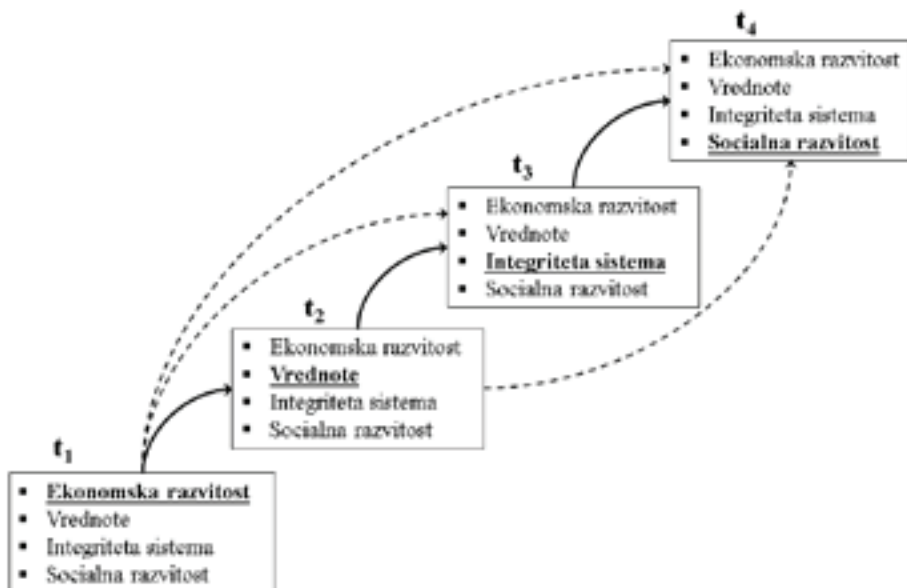 t4
▪ Ekonomska razvitost
▪ Vrednote
▪ Integriteta sistema
▪ Socialna razvitost
t3
▪ Ekonomska razvitost
▪ Vrednote
▪ Integriteta sistema
▪ Socialna razvitost
t2
▪ Ekonomska razvitost
▪ Vrednote
▪ Integriteta sistema
▪ Socialna razvitost
t1
▪ Ekonomska razvitost
▪ Vrednote
▪ Integriteta sistema
▪ Socialna razvitost